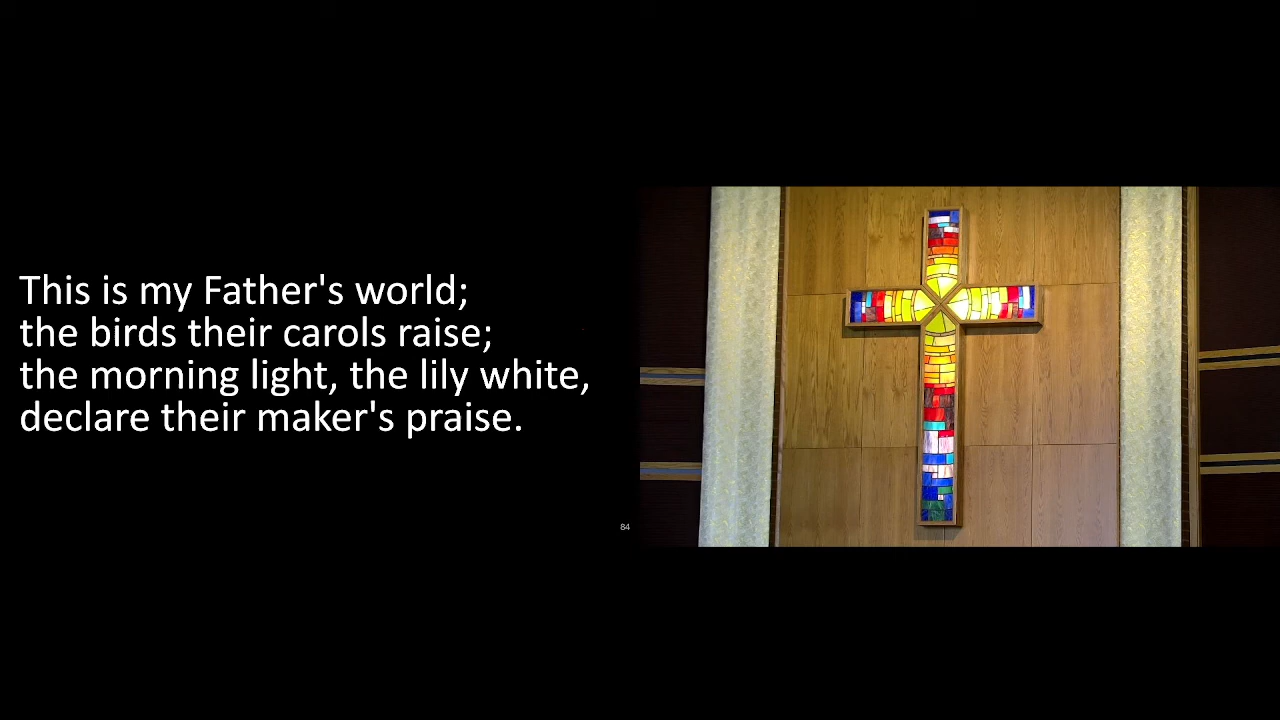 This is my Father's world;
the birds their carols raise;
the morning light, the lily white,
declare their maker's praise.
84